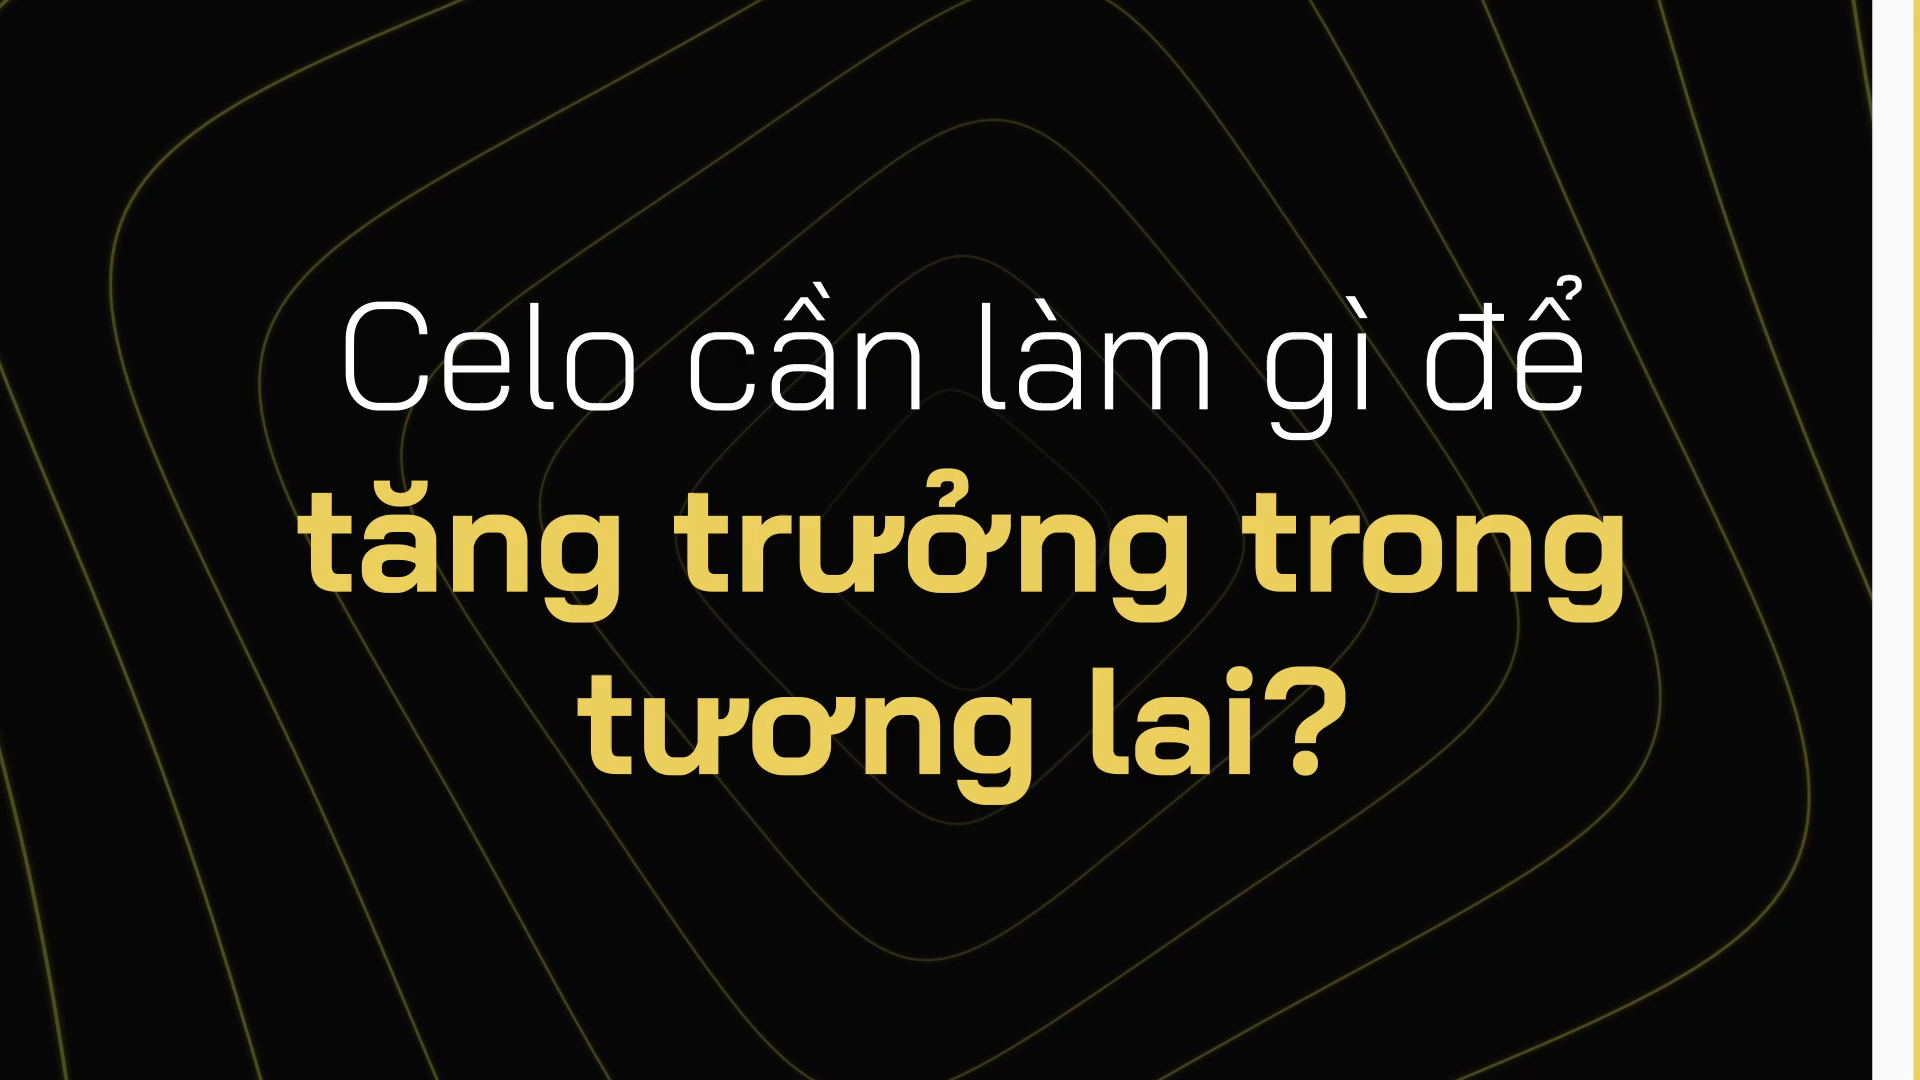 Celo cần làm gì để
tăng trưởng trong
tương lai?